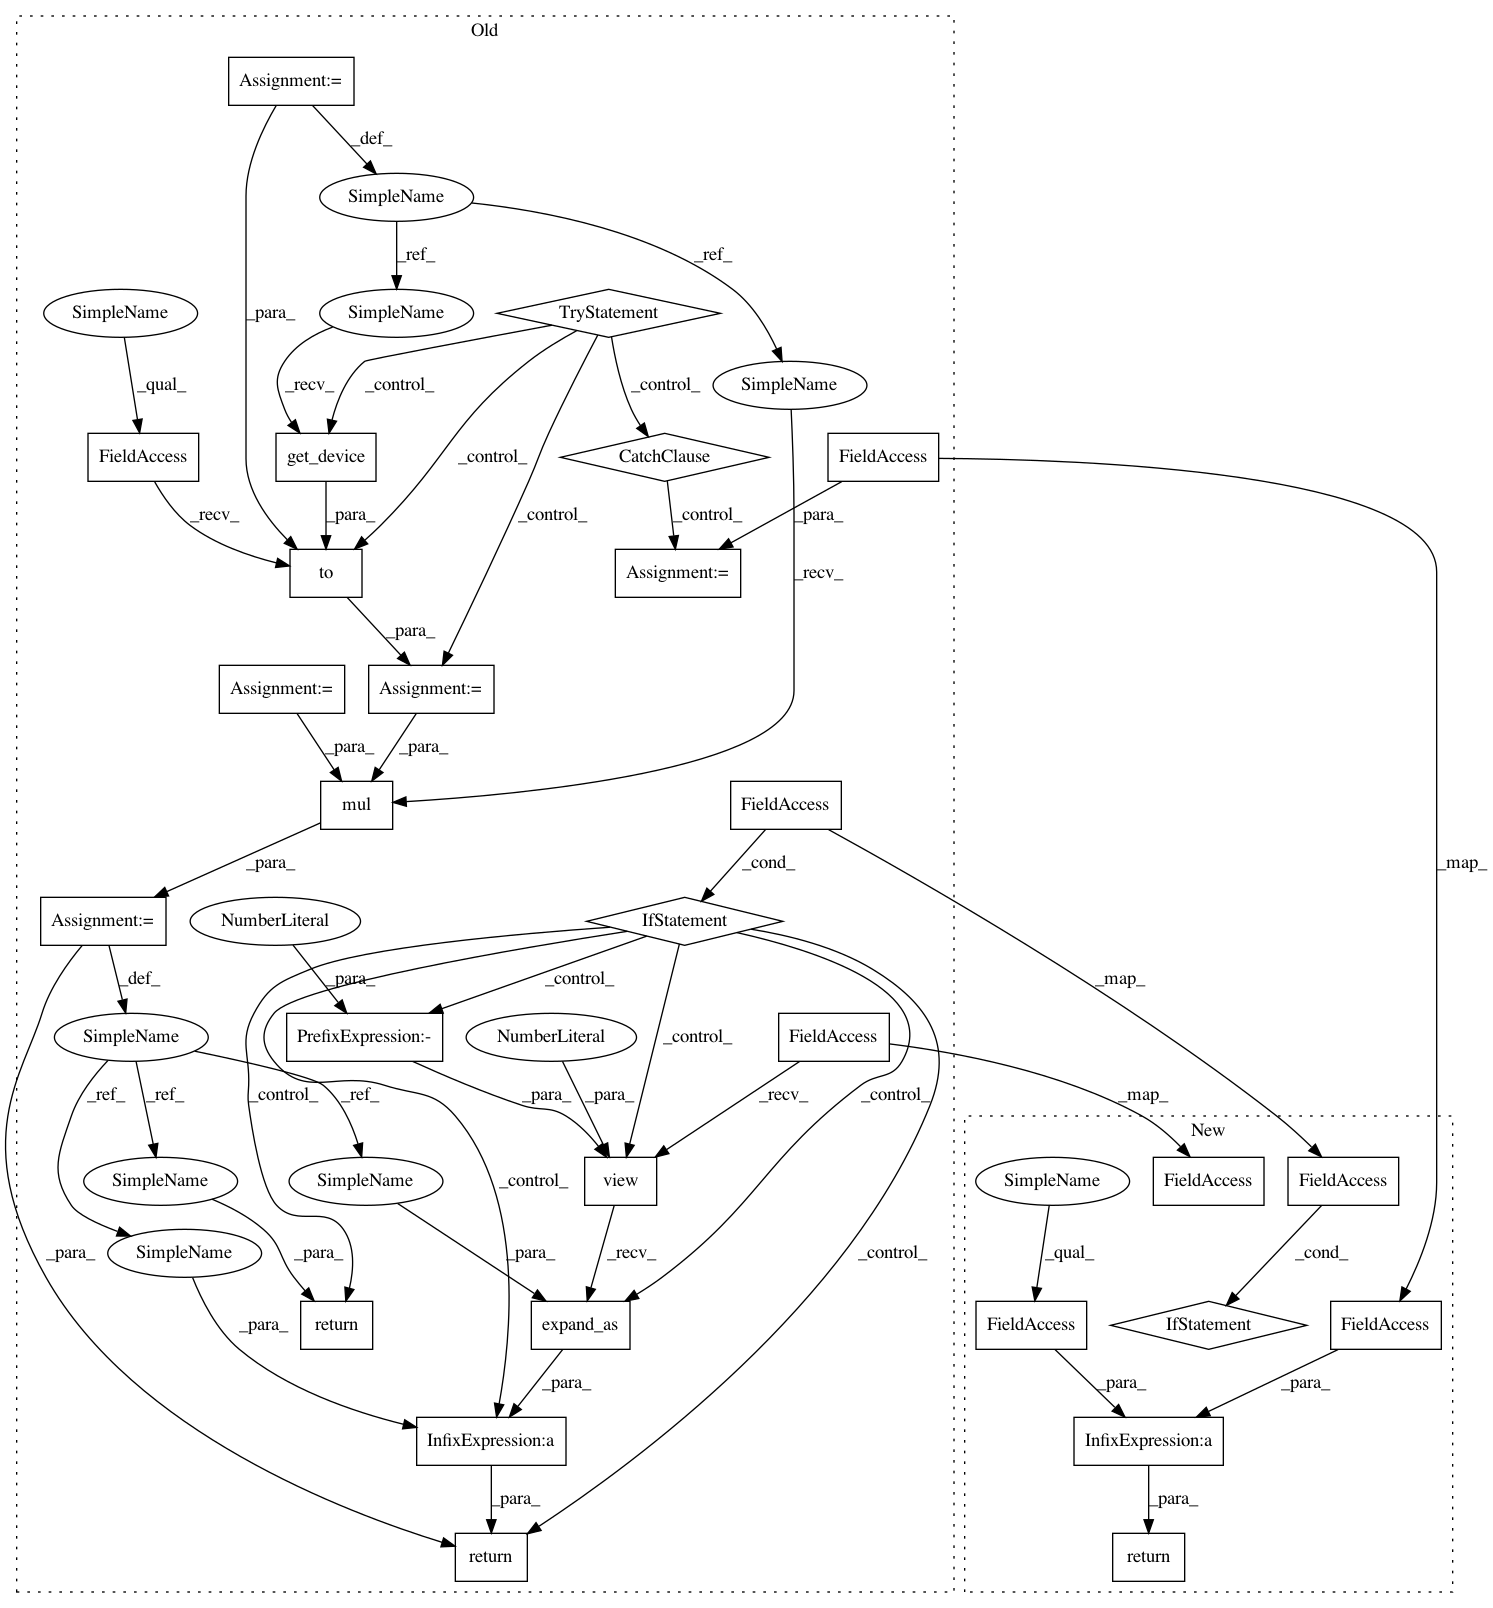 Old
Assignment:=
_def_
SimpleName
_ref_
_ref_
_para_
SimpleName
SimpleName
TryStatement
SimpleName
_qual_
_recv_
_control_
_control_
FieldAccess
get_device
_control_
CatchClause
FieldAccess
_recv_
_para_
_control_
_control_
_para_
to
Assignment:=
_recv_
_para_
Assignment:=
Assignment:=
_para_
_para_
mul
FieldAccess
_para_
_cond_
_map_
Assignment:=
NumberLiteral
IfStatement
_def_
_para_
_control_
_map_
SimpleName
PrefixExpression:-
NumberLiteral
_control_
FieldAccess
_ref_
_ref_
_control_
_ref_
_para_
_para_
_recv_
_control_
_map_
New
SimpleName
SimpleName
_control_
view
SimpleName
FieldAccess
FieldAccess
_para_
SimpleName
_para_
_para_
_recv_
_control_
_qual_
_cond_
_para_
return
expand_as
FieldAccess
IfStatement
FieldAccess
_para_
_para_
_para_
InfixExpression:a
InfixExpression:a
_para_
_para_
return
return